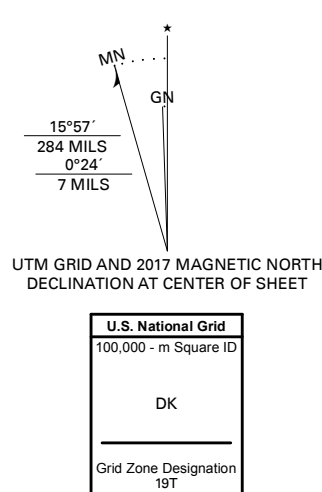 ★
MN
GN
15°57´
284 MILS
0°24´
7 MILS
UTM GRID AND 2017 MAGNETIC NORTH
DECLINATION AT CENTER OF SHEET
U.S. National Grid
100,000 - m Square ID
DK
Grid Zone Designation
19T